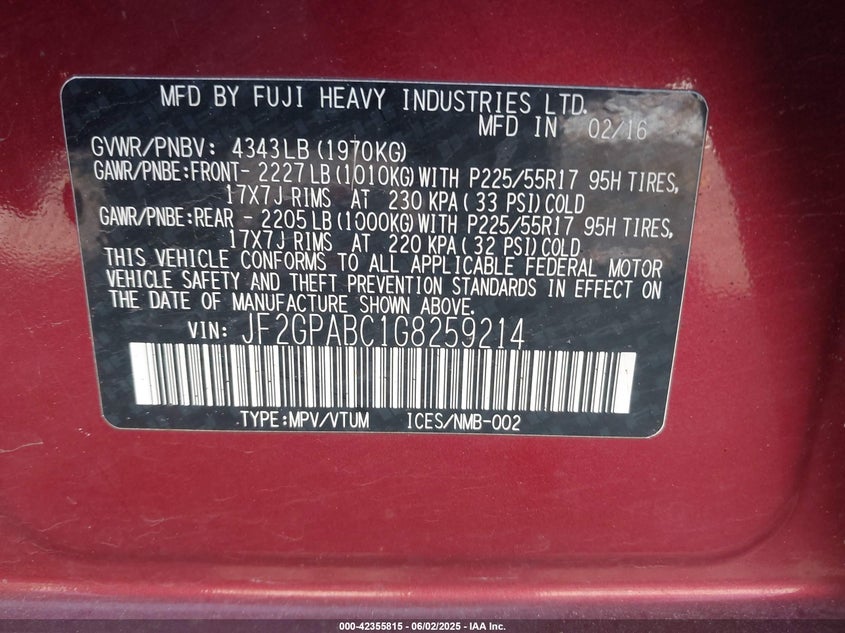 MFD BY FUJI HEAVY INDUSTRIES LTD.
MFD IN 02/16
GVWR/PNBV: 4343LB (1970KG)
GAWR/PNBE:FRONT- 2227LB (1010KG) WITH P225/55R17 95H TIRES,
17X7J RIMS AT 230 KPA ( 33 PSI) COLD
GAWR/PNBE:REAR - 2205LB (1000KG) WITH P225/55R17 95H TIRES,
17X7J RIMS AT 220 KPA ( 32 PSI) COLD
THIS VEHICLE CONFORMS TO ALL APPLICABLE FEDERAL MOTOR
VEHICLE SAFETY AND THEFT PREVENTION STANDARDS IN EFFECT ON
THE DATE OF MANUFACTURE SHOWN ABOVE.
VIN: JF2GPABC1G8259214
TYPE:MPV/VTUM ICES/NMB-002
000-42355815 - 06/02/2025 - IAA Inc.